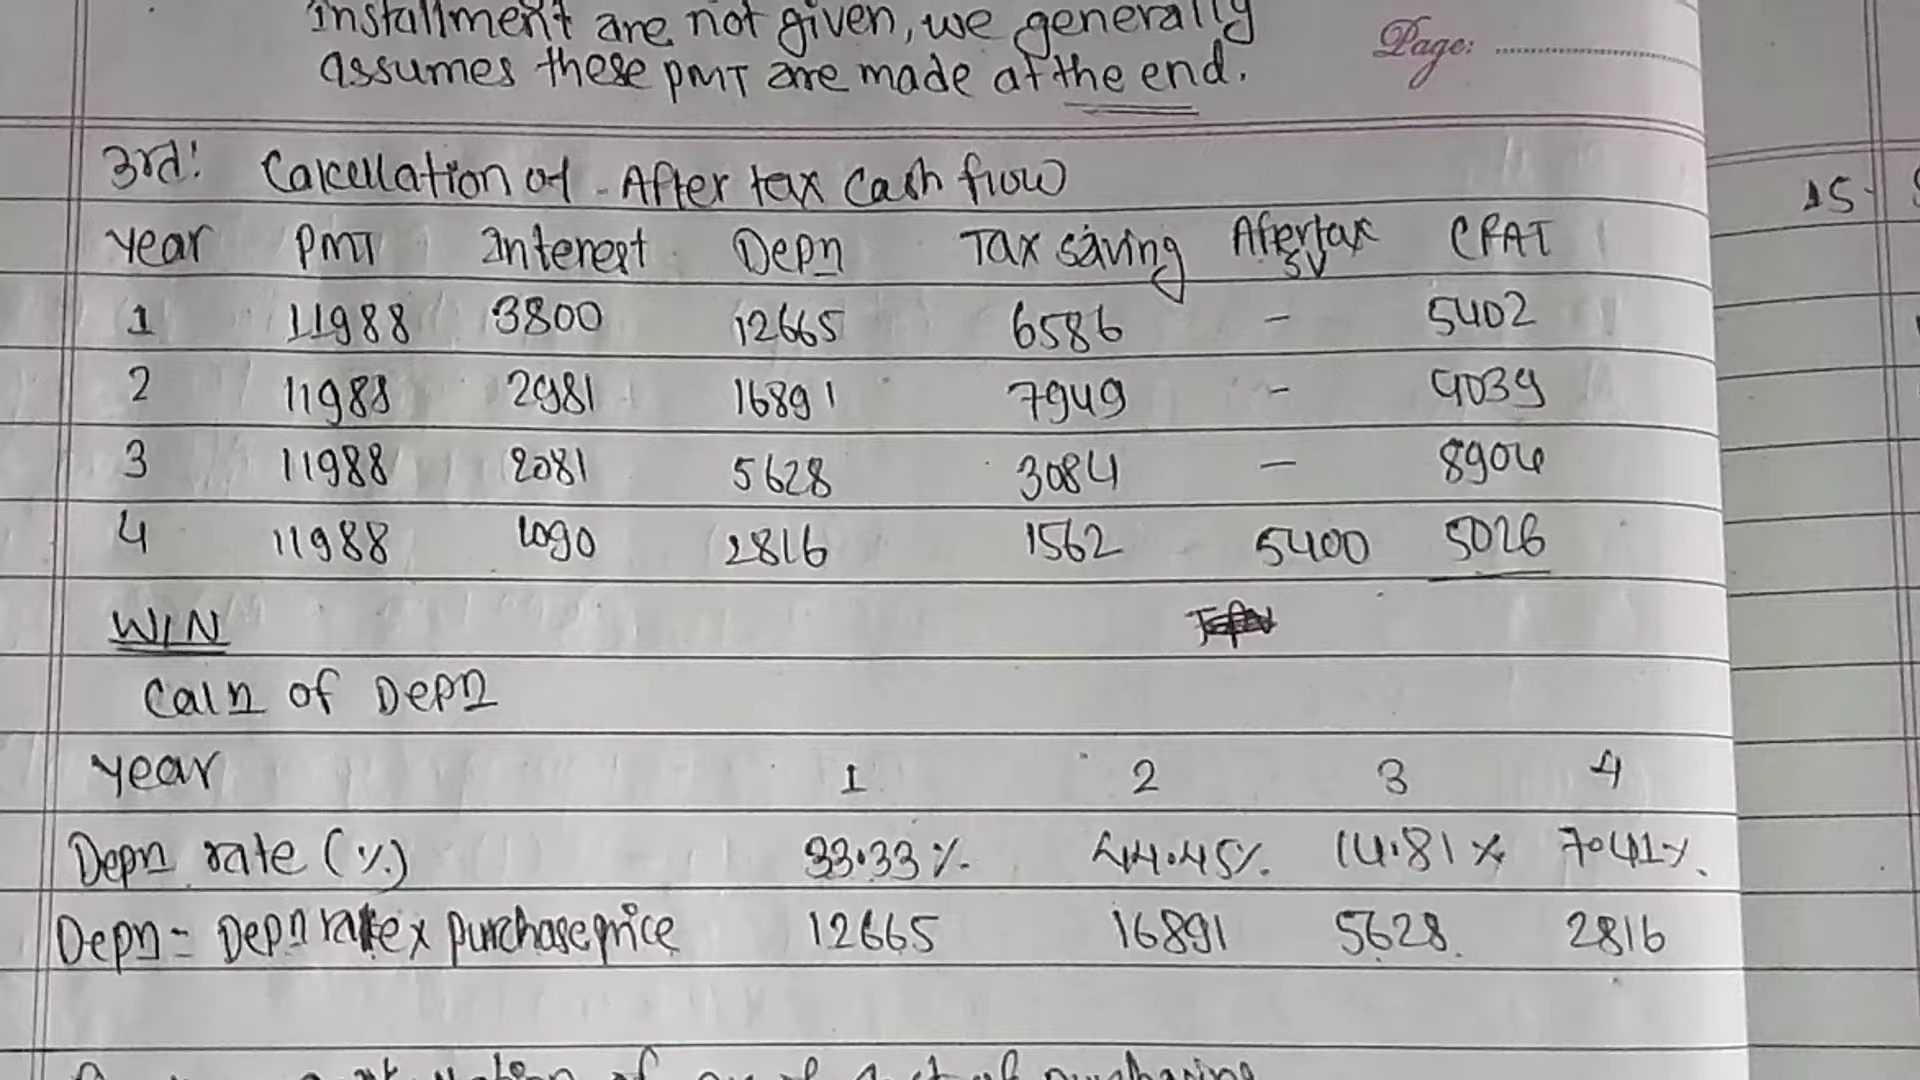 Installment are not given, we generally
assumes these PMT are made at the end.
Page:
3rd: Calculation of After tax Cash flow
15
Year PMT Interest Depn Tax saving Afertax SV CFAT
1 11988 3800 12665 6586 - 5402
2 11988 2981 16891 7949 - 4039
3 11988 2081 5628 3084 - 8904
4 11988 1090 2816 1562 5400 5026
W/N
Caln of Depn
Year 1 2 3 4
Depn rate (%) 33.33% 44.45% 14.81% 7.41%
Depn = Depn rate x purchase price 12665 16891 5628 2816